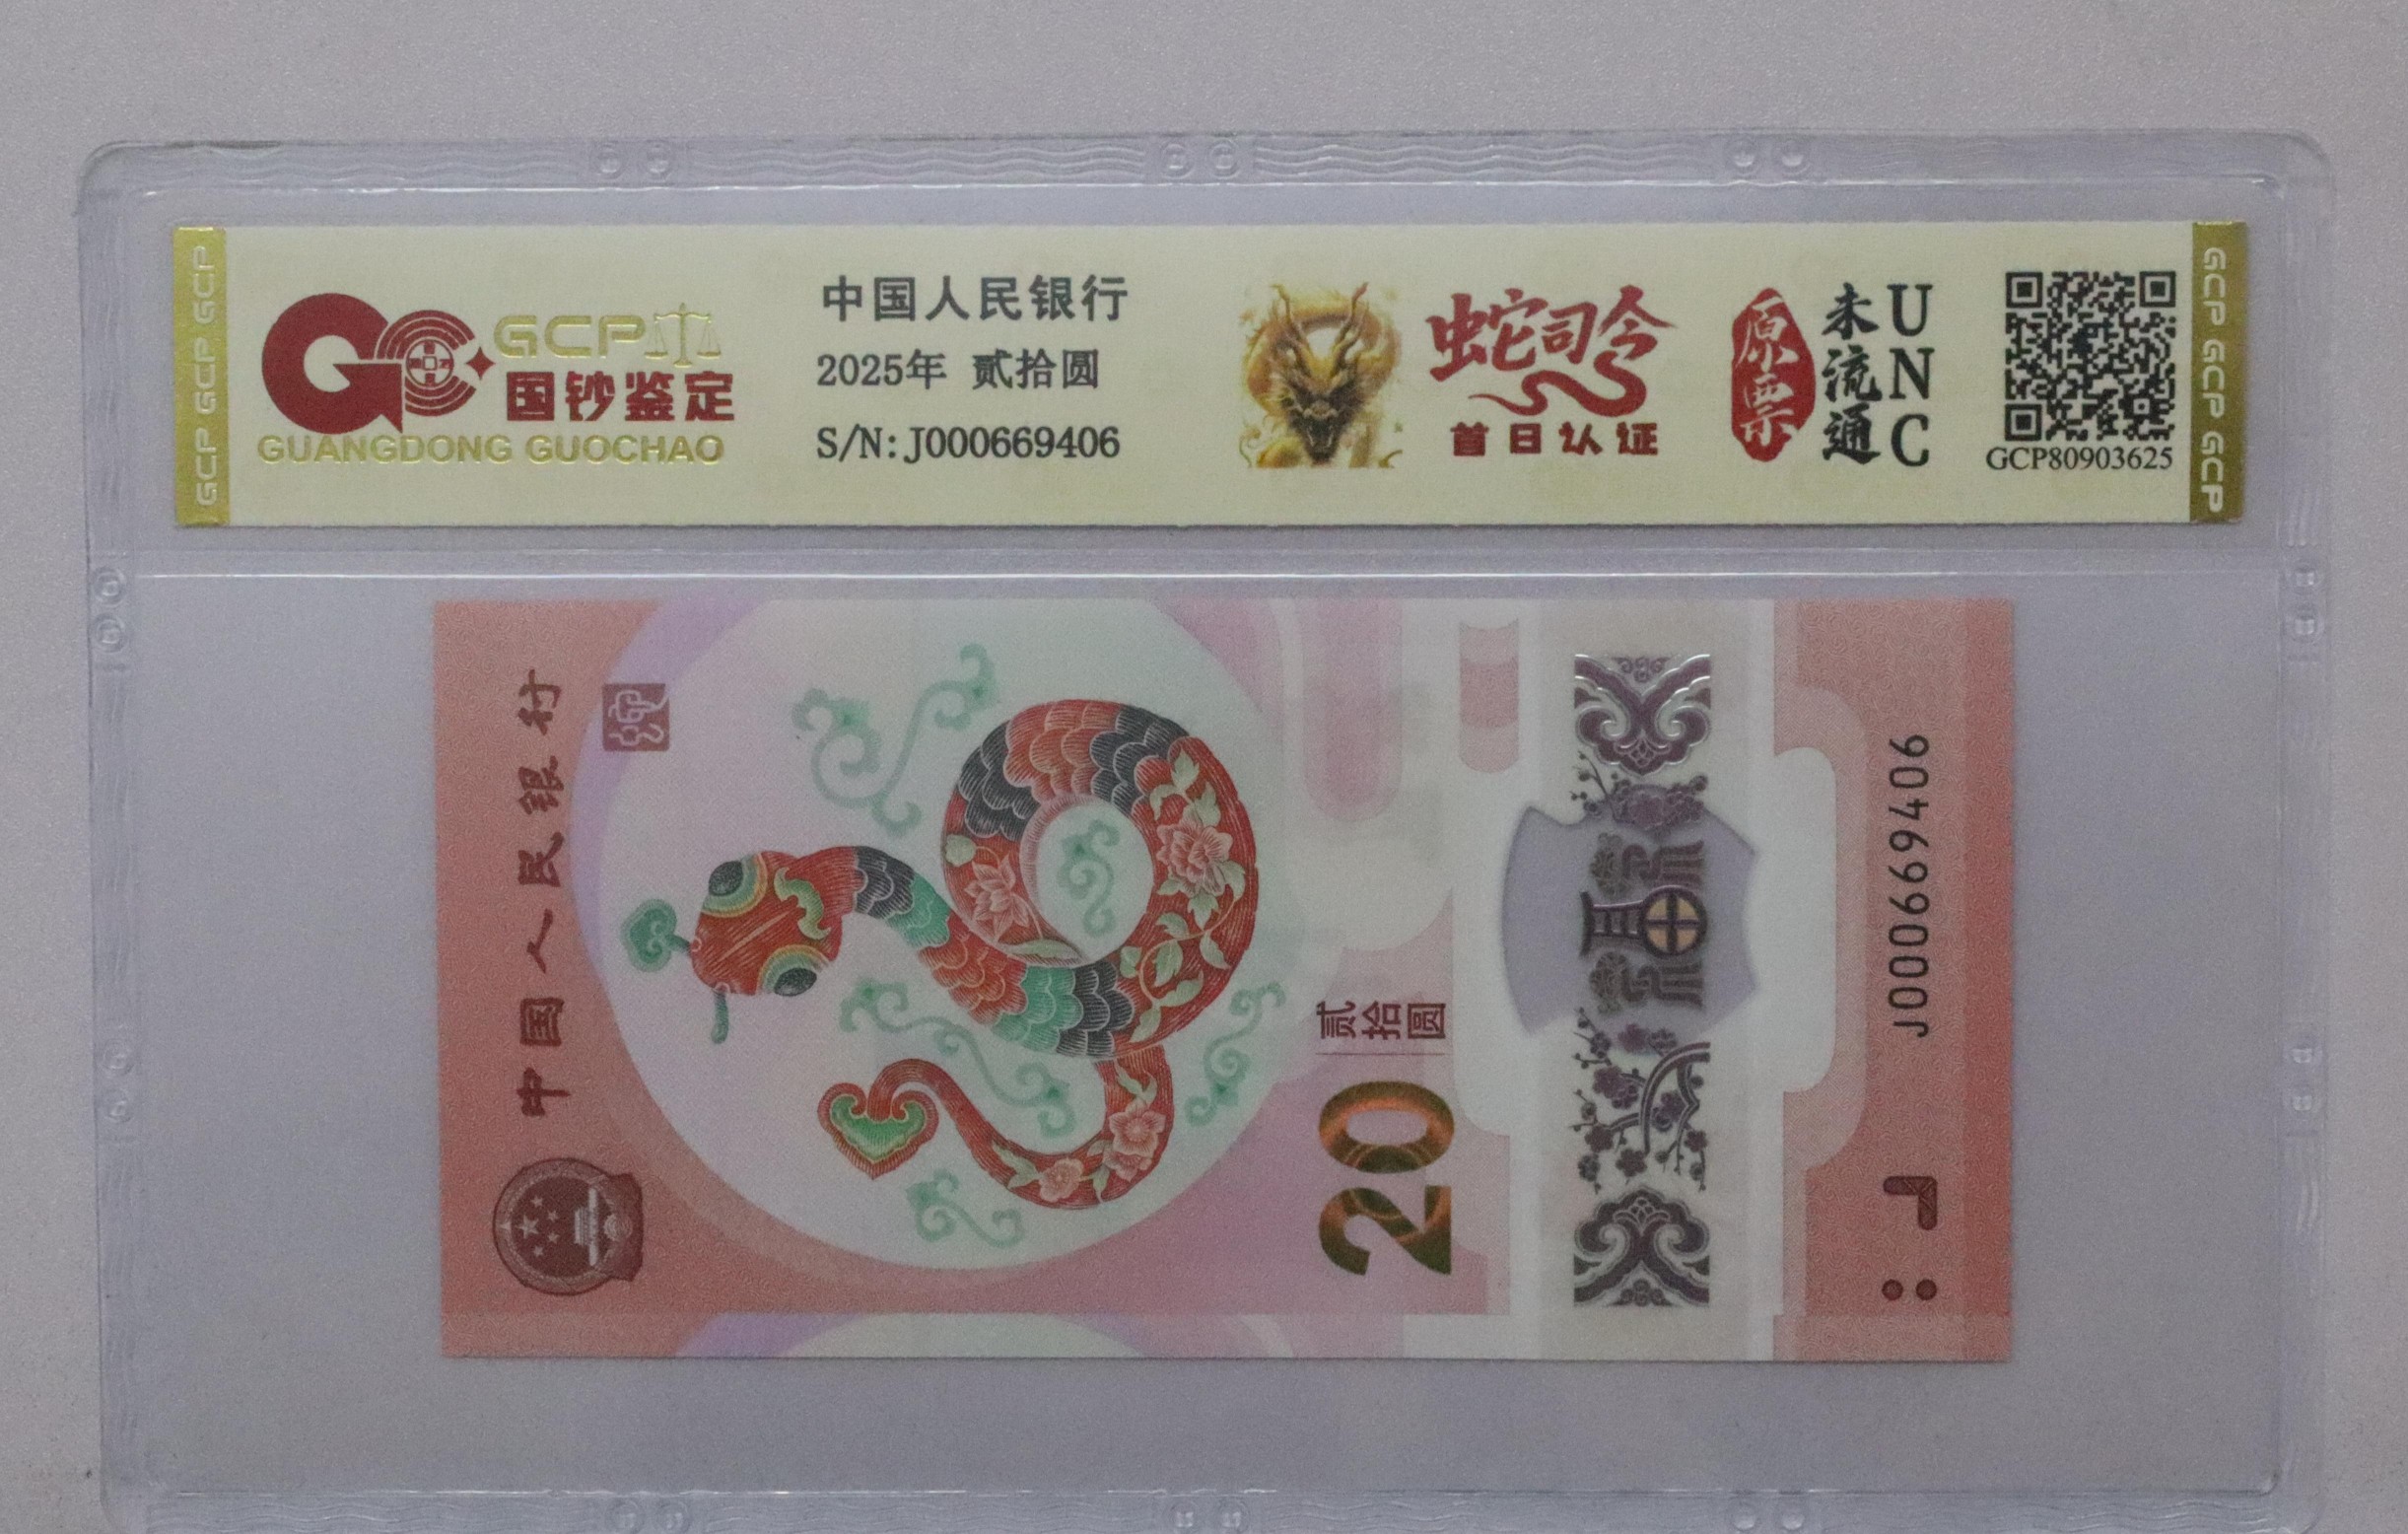 GCP GCP GCP
GCP
国钞鉴定
GUANGDONG GUOCHAO
中国人民银行
2025年 贰拾圆
S/N: J000669406
蛇司令
首日认证
原票
未流通
UNC
GCP80903625
GCP GCP GCP
中国人民银行
20
贰拾圆
福
J000669406